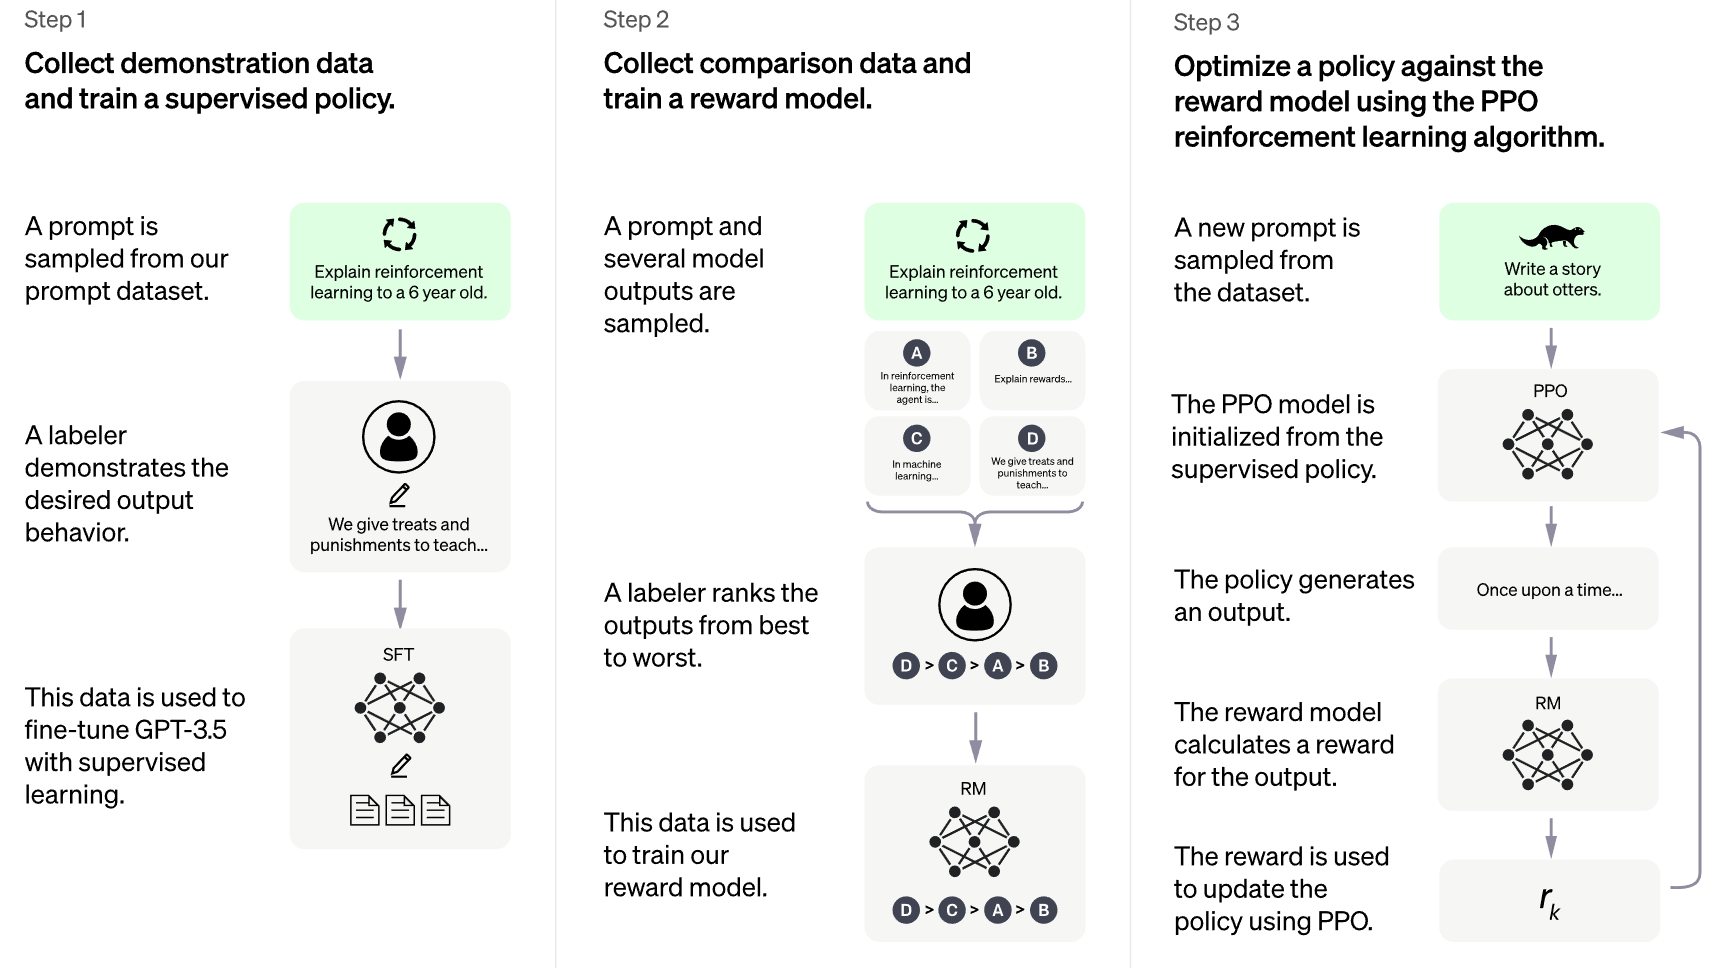 Step 1
Collect demonstration data
and train a supervised policy.
A prompt is
sampled from our
prompt dataset.
Explain reinforcement
learning to a 6 year old.
A labeler
demonstrates the
desired output
behavior.
We give treats and
punishments to teach...
This data is used to
fine-tune GPT-3.5
with supervised
learning.
SFT
Step 2
Collect comparison data and
train a reward model.
A prompt and
several model
outputs are
sampled.
Explain reinforcement
learning to a 6 year old.
A
In reinforcement
learning, the
agent is...
B
Explain rewards...
C
In machine
learning...
D
We give treats and
punishments to
teach...
A labeler ranks the
outputs from best
to worst.
D > C > A > B
This data is used
to train our
reward model.
RM
D > C > A > B
Step 3
Optimize a policy against the
reward model using the PPO
reinforcement learning algorithm.
A new prompt is
sampled from
the dataset.
Write a story
about otters.
The PPO model is
initialized from the
supervised policy.
PPO
The policy generates
an output.
Once upon a time...
The reward model
calculates a reward
for the output.
RM
The reward is used
to update the
policy using PPO.
rk